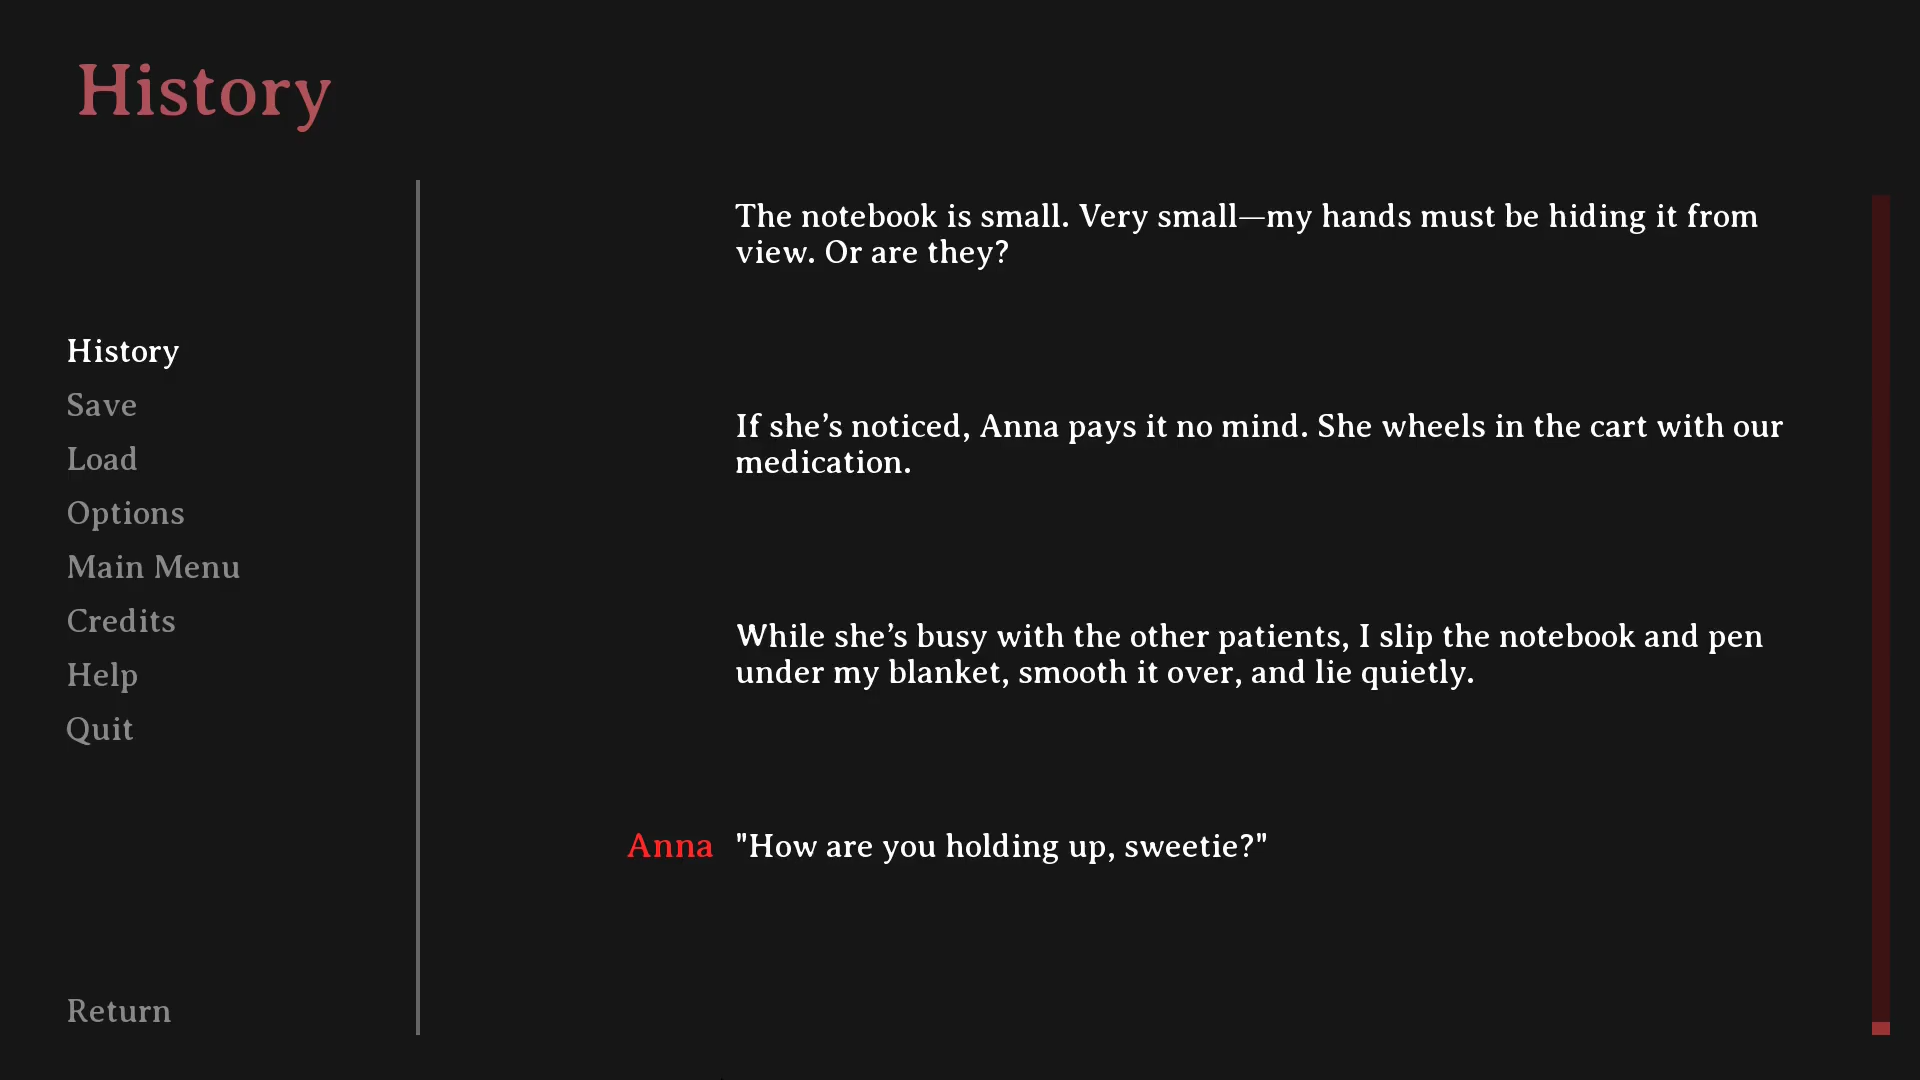 History
History
Save
Load
Options
Main Menu
Credits
Help
Quit
Return
The notebook is small. Very small—my hands must be hiding it from
view. Or are they?
If she’s noticed, Anna pays it no mind. She wheels in the cart with our
medication.
While she’s busy with the other patients, I slip the notebook and pen
under my blanket, smooth it over, and lie quietly.
Anna "How are you holding up, sweetie?"